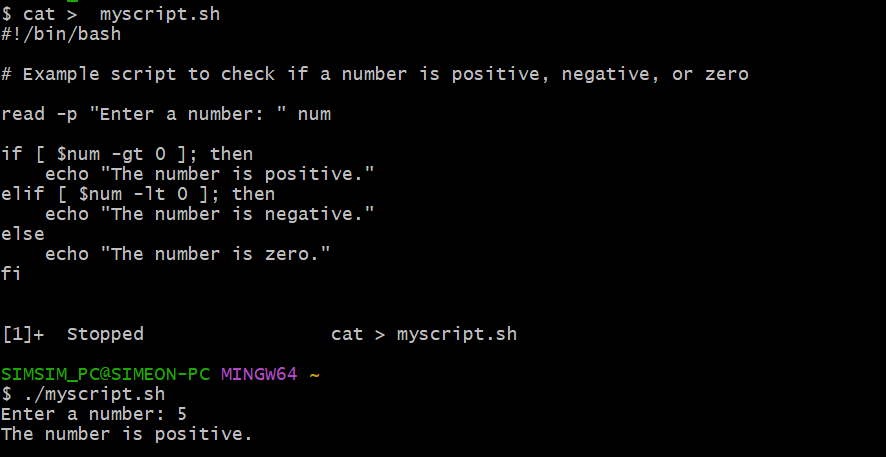 $ cat >  myscript.sh
#!/bin/bash
# Example script to check if a number is positive, negative, or zero
read -p "Enter a number: " num
if [ $num -gt 0 ]; then
    echo "The number is positive."
elif [ $num -lt 0 ]; then
    echo "The number is negative."
else
    echo "The number is zero."
fi
[1]+  Stopped                 cat > myscript.sh
SIMSIM_PC@SIMEON-PC MINGW64 ~
$ ./myscript.sh
Enter a number: 5
The number is positive.